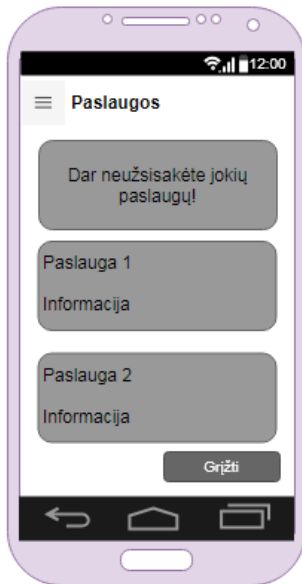 12:00
Paslaugos
Dar neužsisakėte jokių
paslaugų!
Paslauga 1
Informacija
Paslauga 2
Informacija
Grįžti